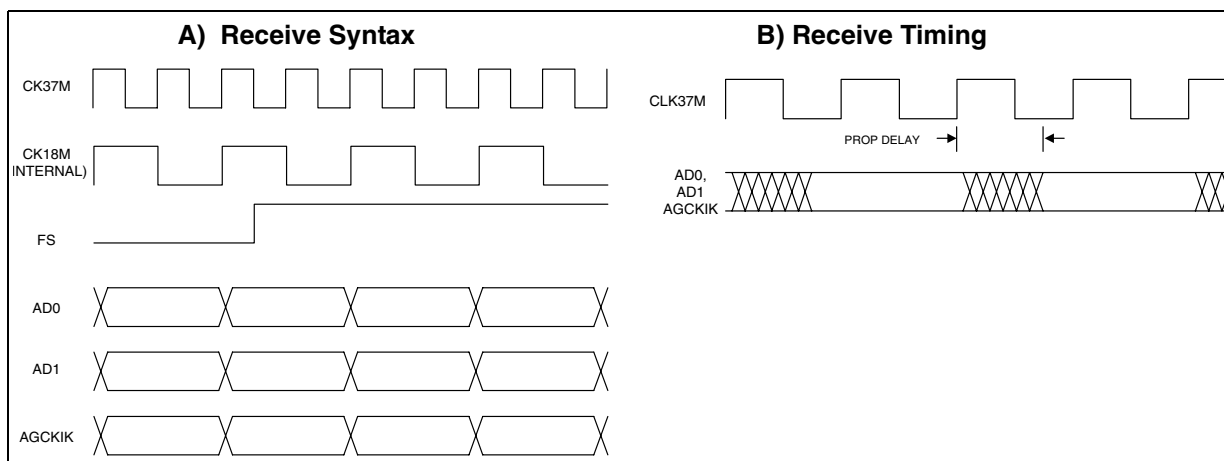 A) Receive Syntax
CK37M
CK18M
INTERNAL)
FS
AD0
AD1
AGCKIK
B) Receive Timing
CLK37M
PROP DELAY
AD0,
AD1
AGCKIK